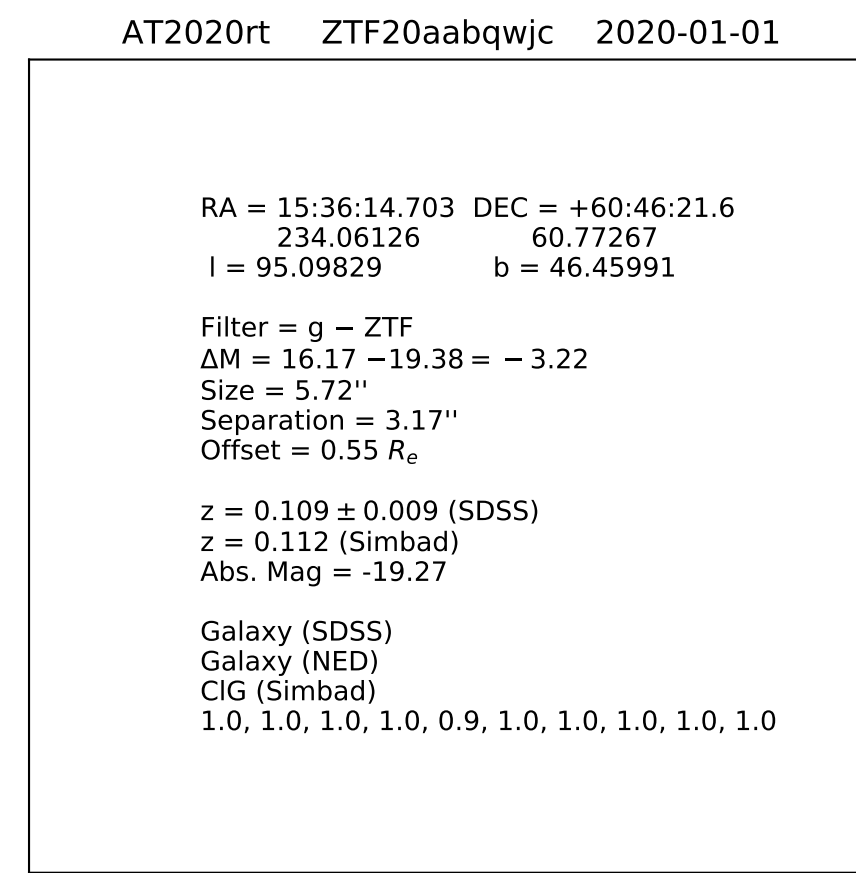 AT2020rt ZTF20aabqwjc 2020-01-01
RA = 15:36:14.703 DEC = +60:46:21.6
234.06126 60.77267
l = 95.09829 b = 46.45991
Filter = g − ZTF
ΔM = 16.17 −19.38 = − 3.22
Size = 5.72''
Separation = 3.17''
Offset = 0.55 Re
z = 0.109 ± 0.009 (SDSS)
z = 0.112 (Simbad)
Abs. Mag = -19.27
Galaxy (SDSS)
Galaxy (NED)
ClG (Simbad)
1.0, 1.0, 1.0, 1.0, 0.9, 1.0, 1.0, 1.0, 1.0, 1.0